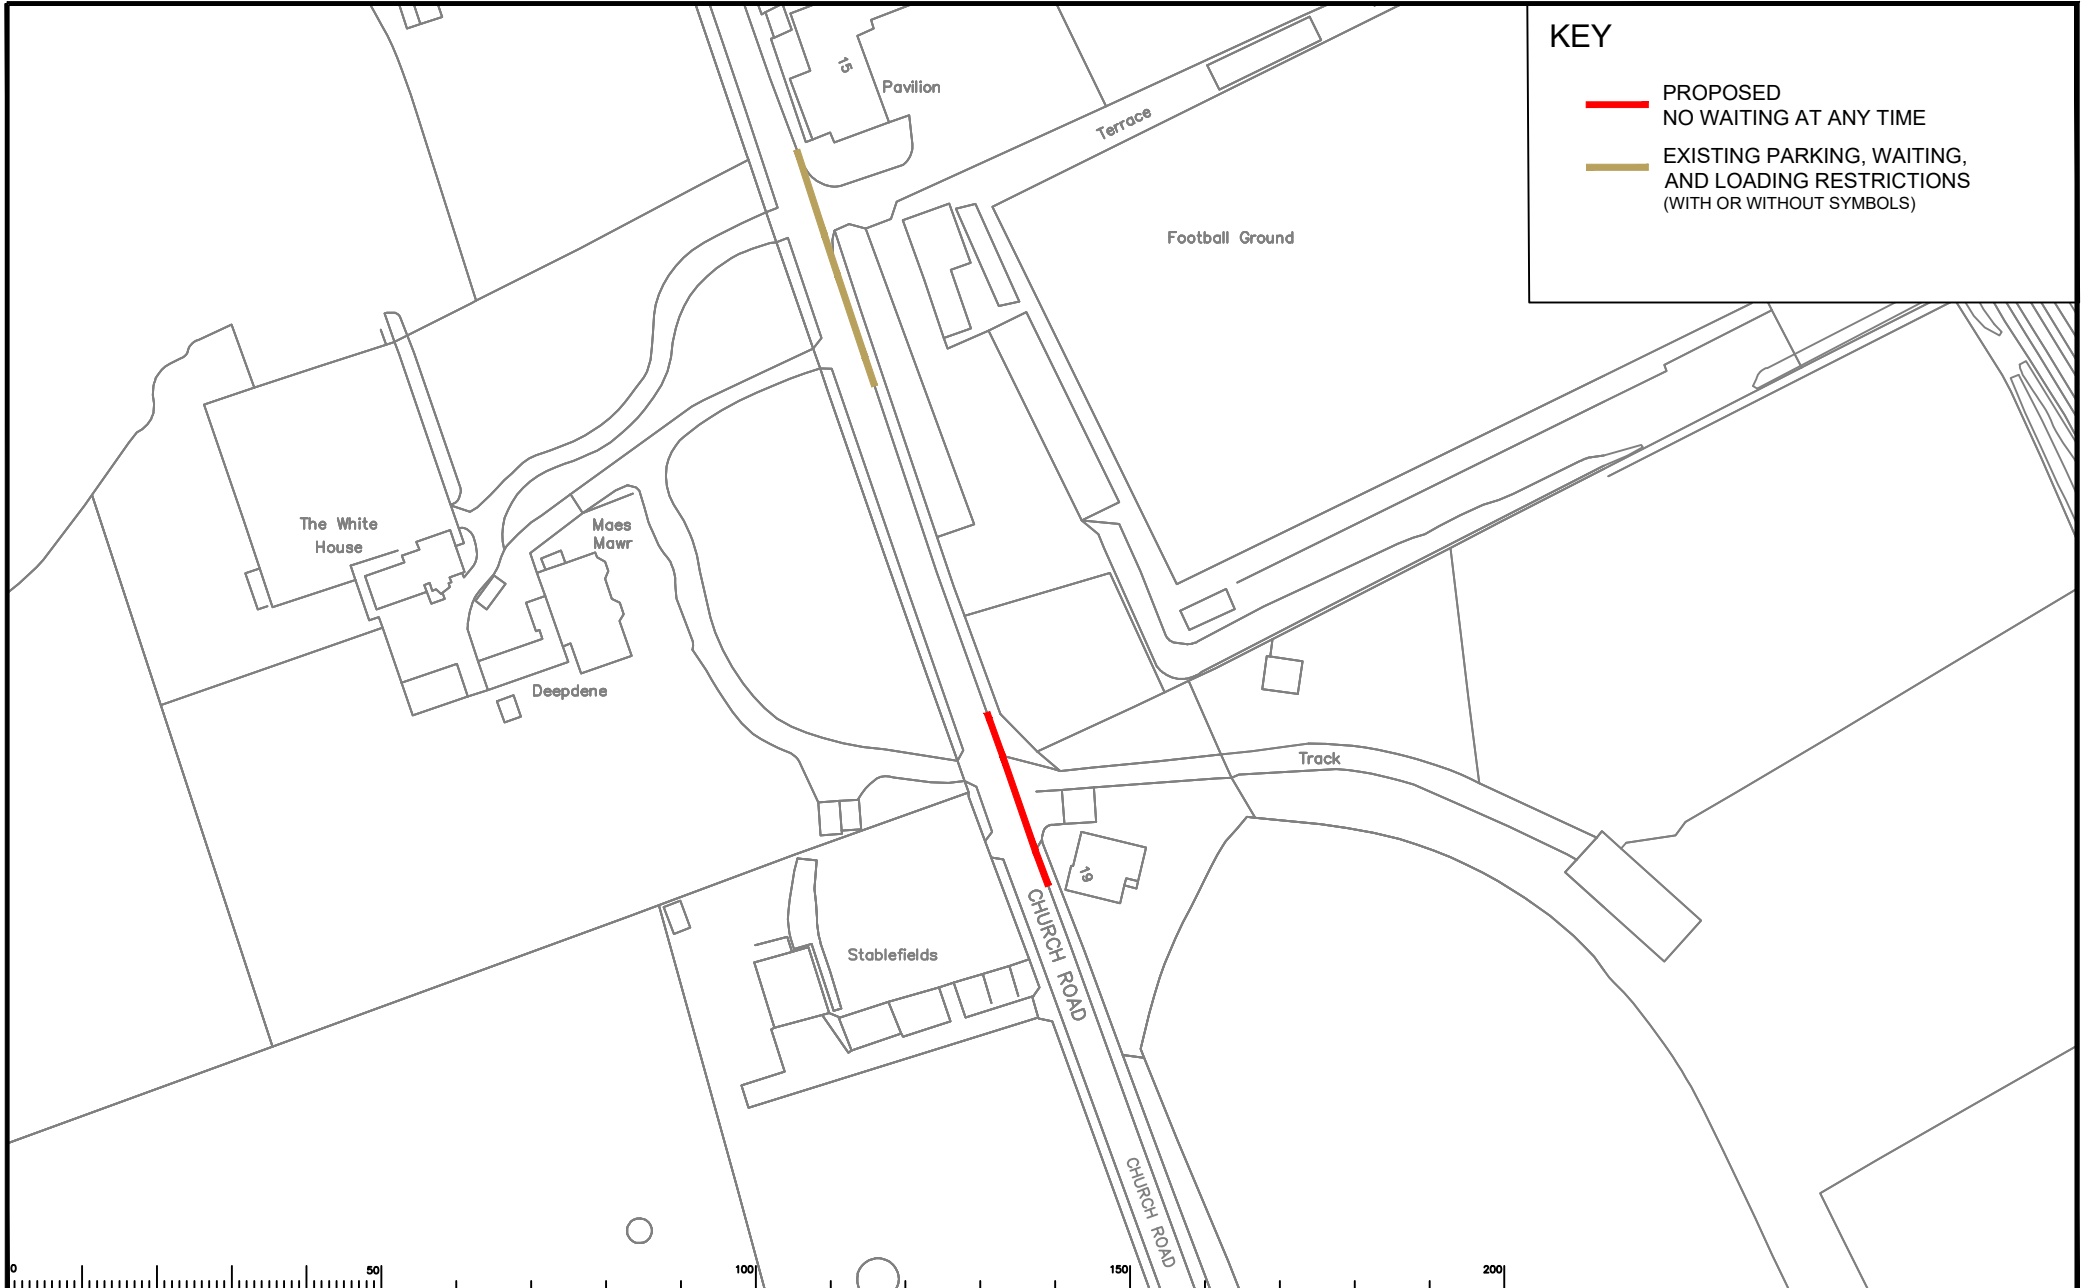 KEY
PROPOSED
NO WAITING AT ANY TIME
EXISTING PARKING, WAITING,
AND LOADING RESTRICTIONS
(WITH OR WITHOUT SYMBOLS)
15
Pavilion
Terrace
Football Ground
The White
House
Maes
Mawr
Deepdene
Track
19
CHURCH ROAD
Stablefields
CHURCH ROAD
0
50
100
150
200